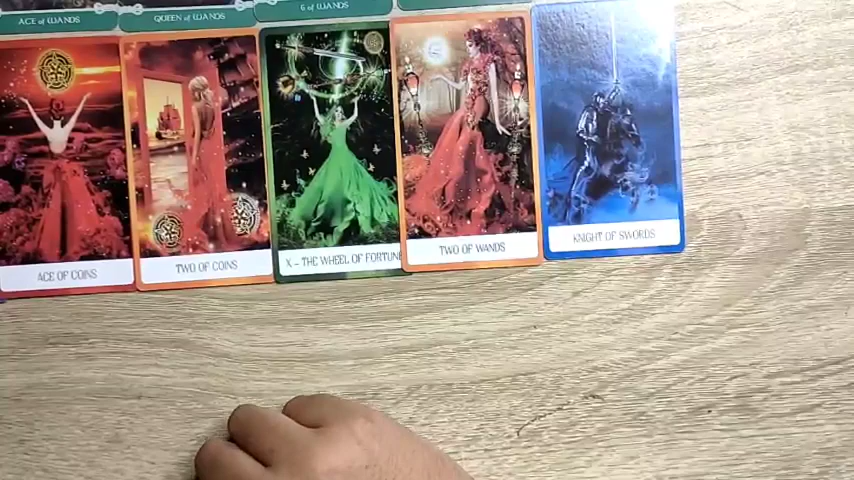 ACE OF WANDS
QUEEN OF WANDS
6 OF WANDS
ACE OF COINS
TWO OF COINS
X - THE WHEEL OF FORTUNE
TWO OF WANDS
KNIGHT OF SWORDS